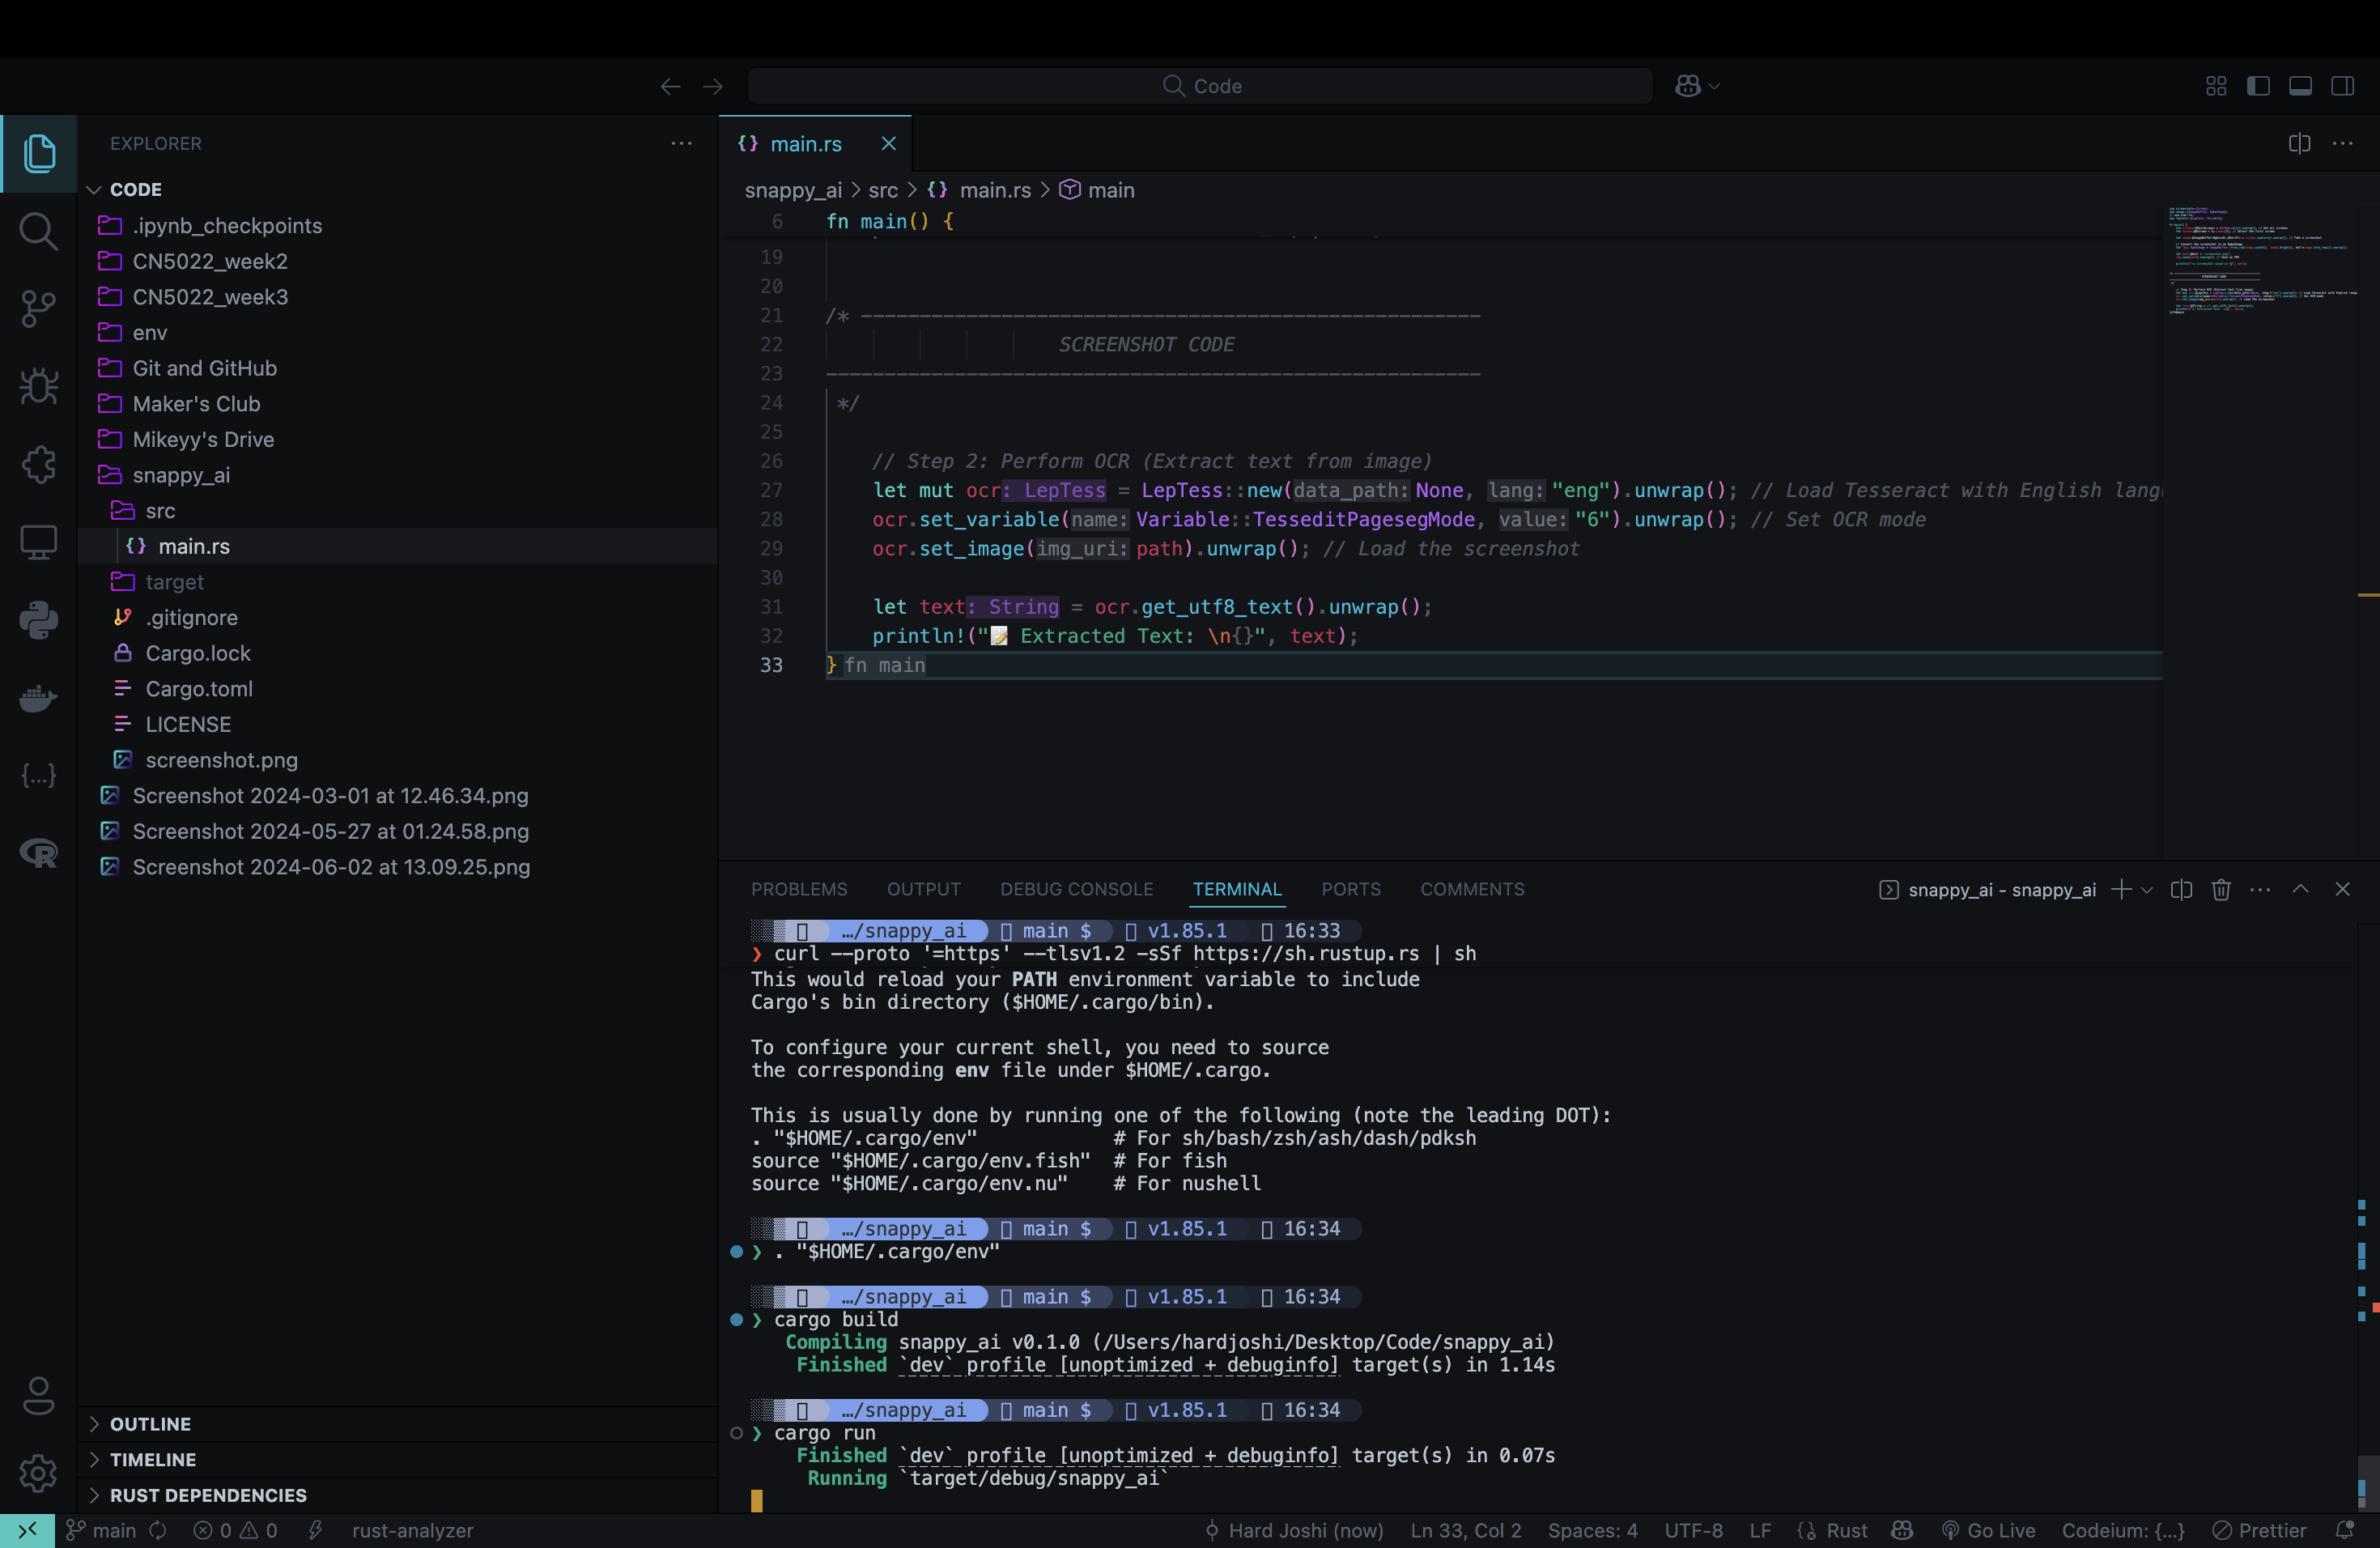 Code
EXPLORER
CODE
.ipynb_checkpoints
CN5022_week2
CN5022_week3
env
Git and GitHub
Maker's Club
Mikeyy's Drive
snappy_ai
src
main.rs
target
.gitignore
Cargo.lock
Cargo.toml
LICENSE
screenshot.png
Screenshot 2024-03-01 at 12.46.34.png
Screenshot 2024-05-27 at 01.24.58.png
Screenshot 2024-06-02 at 13.09.25.png
OUTLINE
TIMELINE
RUST DEPENDENCIES
main.rs
snappy_ai > src > {} main.rs > main
6 fn main() {
19
20
21 /* -----------------------------------------------------
22 SCREENSHOT CODE
23 --------------------------------------------------------
24 */
25
26 // Step 2: Perform OCR (Extract text from image)
27 let mut ocr: LepTess = LepTess::new(data_path: None, lang: "eng").unwrap(); // Load Tesseract with English lang
28 ocr.set_variable(name: Variable::TesseditPagesegMode, value: "6").unwrap(); // Set OCR mode
29 ocr.set_image(img_uri: path).unwrap(); // Load the screenshot
30
31 let text: String = ocr.get_utf8_text().unwrap();
32 println!("📝 Extracted Text: \n{}", text);
33 } fn main
PROBLEMS OUTPUT DEBUG CONSOLE TERMINAL PORTS COMMENTS
snappy_ai - snappy_ai
…/snappy_ai main $ v1.85.1 16:33
❯ curl --proto '=https' --tlsv1.2 -sSf https://sh.rustup.rs | sh
This would reload your PATH environment variable to include
Cargo's bin directory ($HOME/.cargo/bin).
To configure your current shell, you need to source
the corresponding env file under $HOME/.cargo.
This is usually done by running one of the following (note the leading DOT):
. "$HOME/.cargo/env" # For sh/bash/zsh/ash/dash/pdksh
source "$HOME/.cargo/env.fish" # For fish
source "$HOME/.cargo/env.nu" # For nushell
…/snappy_ai main $ v1.85.1 16:34
❯ . "$HOME/.cargo/env"
…/snappy_ai main $ v1.85.1 16:34
❯ cargo build
Compiling snappy_ai v0.1.0 (/Users/hardjoshi/Desktop/Code/snappy_ai)
Finished `dev` profile [unoptimized + debuginfo] target(s) in 1.14s
…/snappy_ai main $ v1.85.1 16:34
❯ cargo run
Finished `dev` profile [unoptimized + debuginfo] target(s) in 0.07s
Running `target/debug/snappy_ai`
main 0 0 rust-analyzer Hard Joshi (now) Ln 33, Col 2 Spaces: 4 UTF-8 LF Rust Go Live Codeium: {...} Prettier